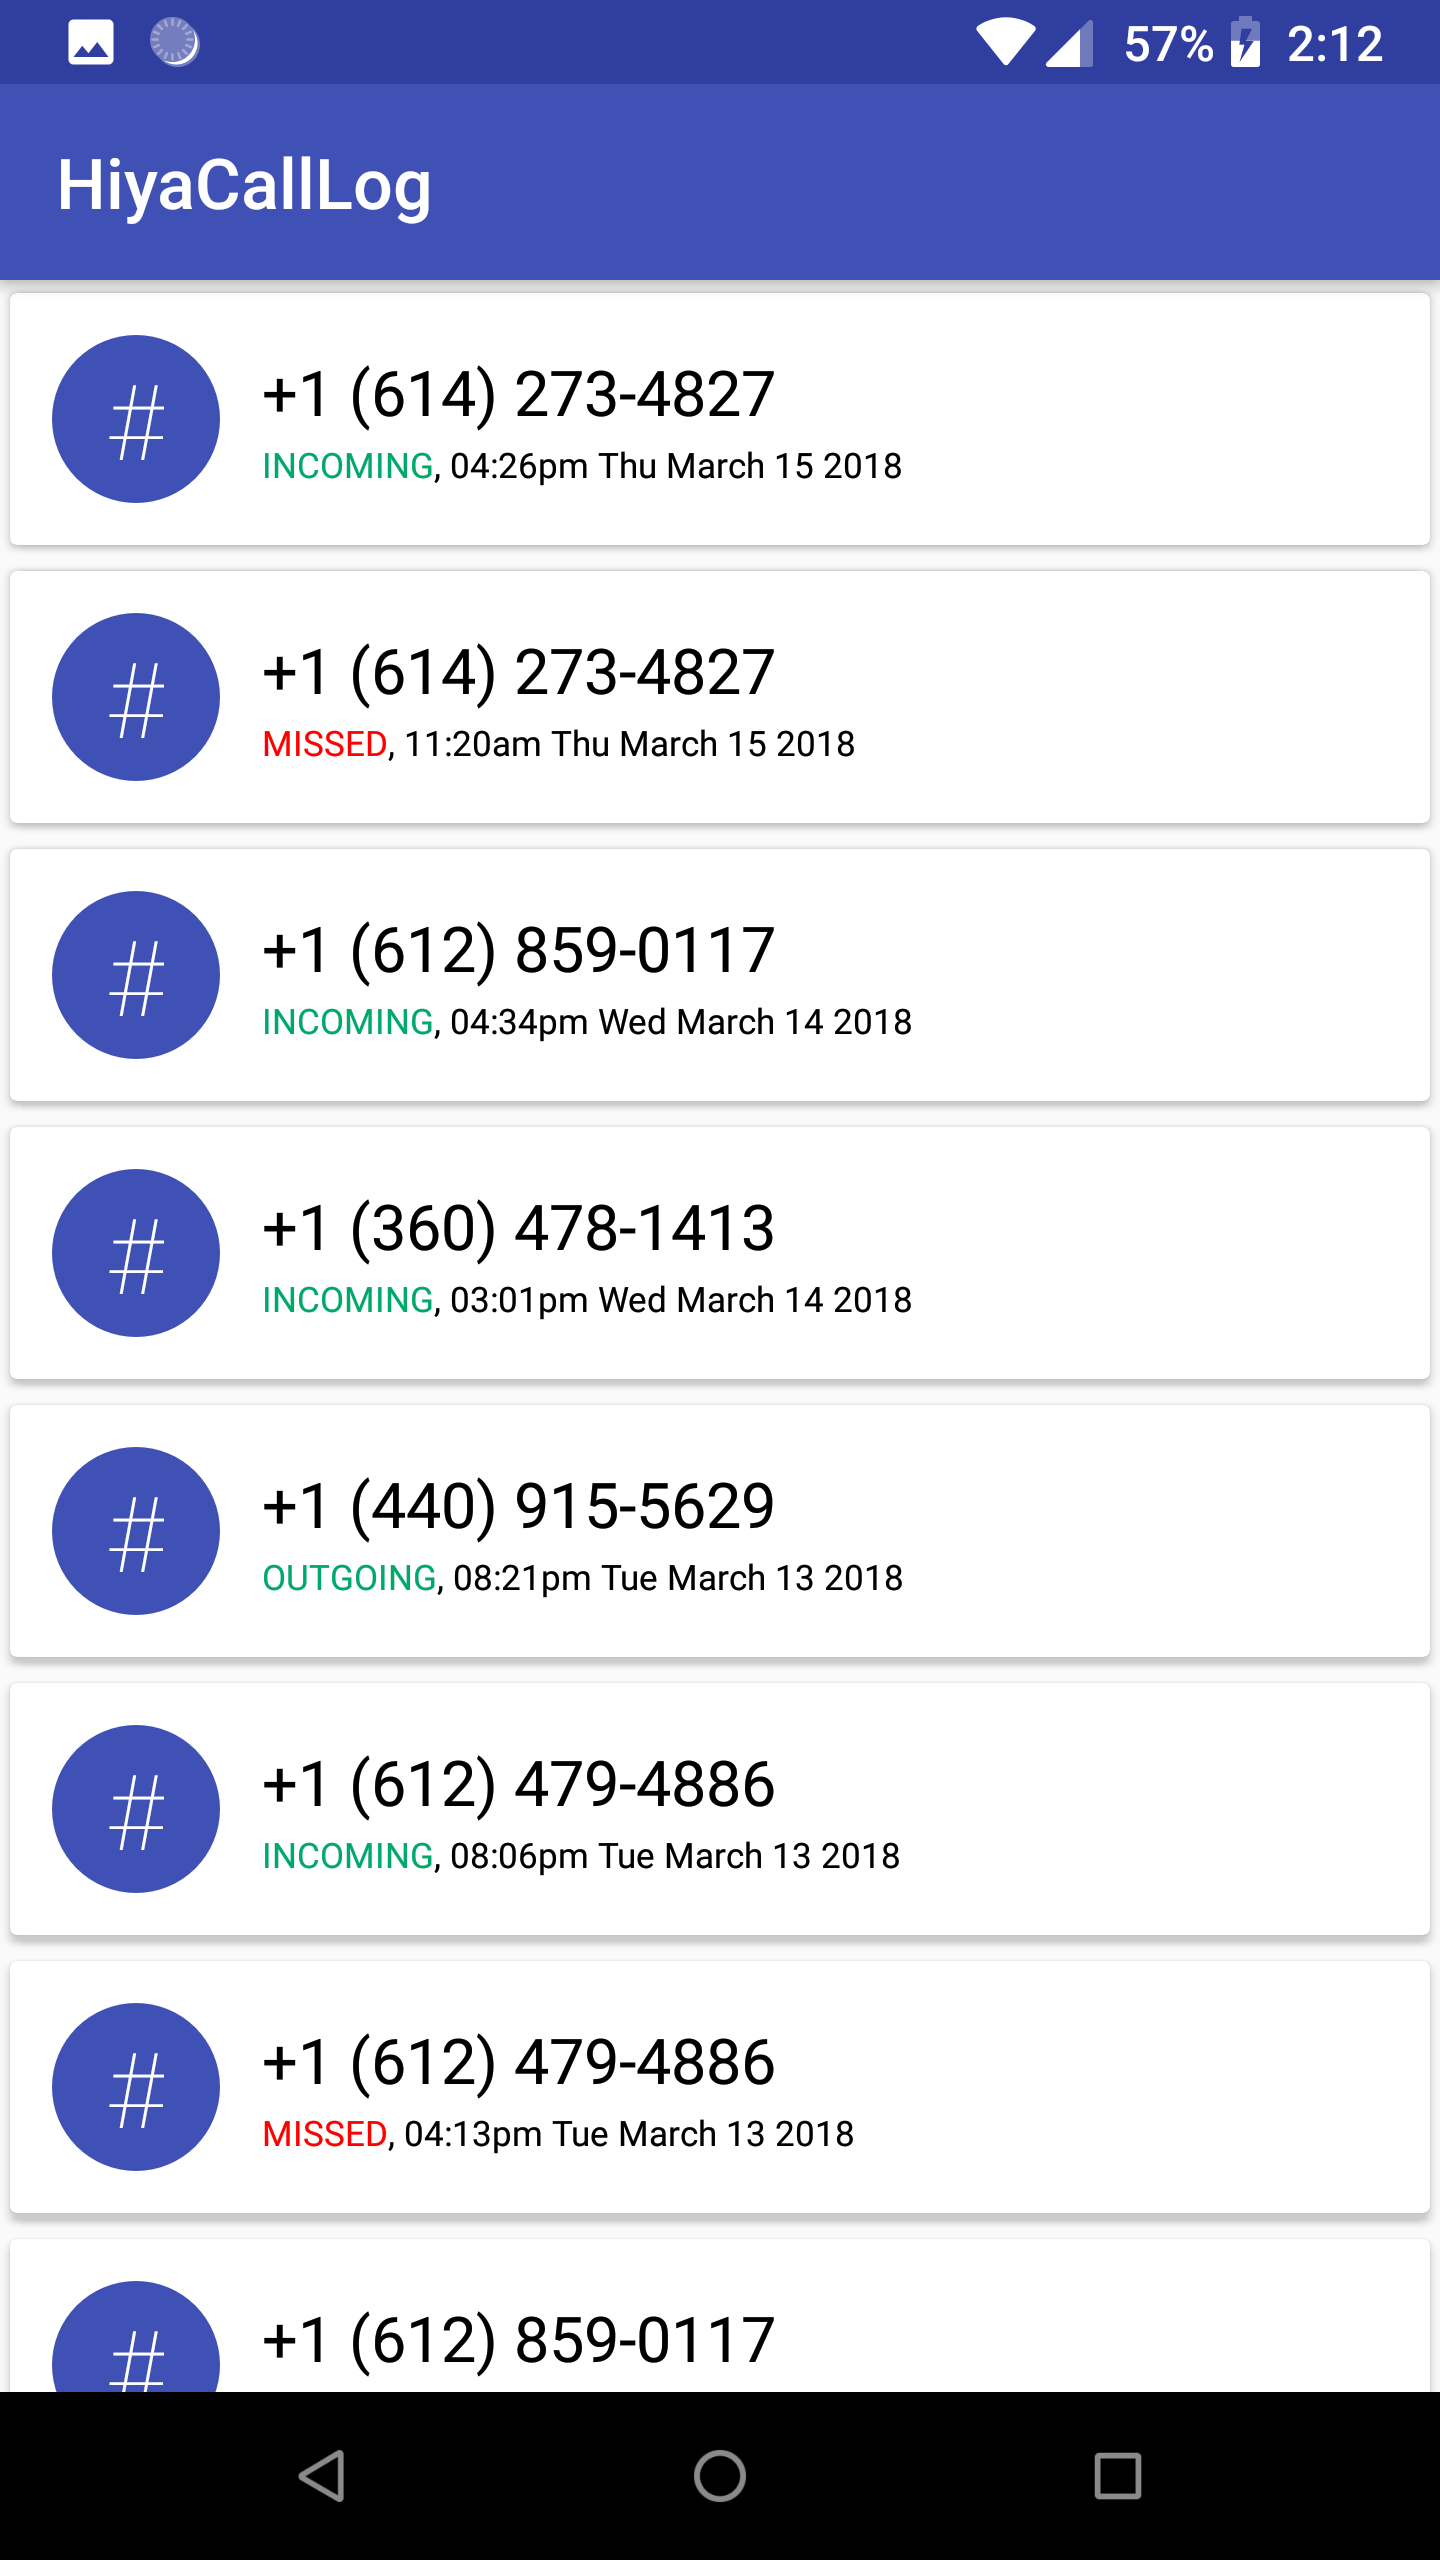 57% 2:12
HiyaCallLog
#
+1 (614) 273-4827
INCOMING, 04:26pm Thu March 15 2018
#
+1 (614) 273-4827
MISSED, 11:20am Thu March 15 2018
#
+1 (612) 859-0117
INCOMING, 04:34pm Wed March 14 2018
#
+1 (360) 478-1413
INCOMING, 03:01pm Wed March 14 2018
#
+1 (440) 915-5629
OUTGOING, 08:21pm Tue March 13 2018
#
+1 (612) 479-4886
INCOMING, 08:06pm Tue March 13 2018
#
+1 (612) 479-4886
MISSED, 04:13pm Tue March 13 2018
#
+1 (612) 859-0117